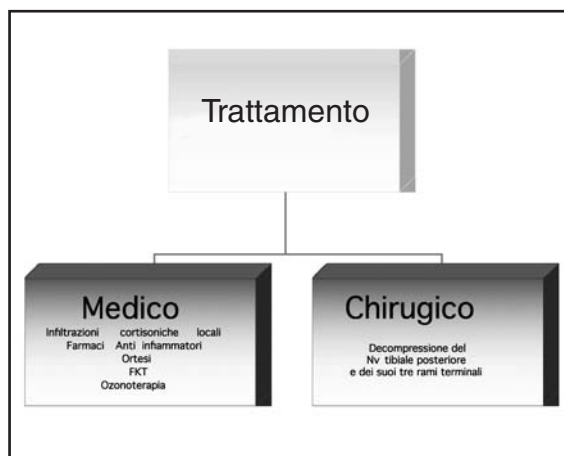 Trattamento
Medico
Infiltrazioni cortisoniche locali
Farmaci Anti infiammatori
Ortesi
FKT
Ozonoterapia
Chirugico
Decompressione del
Nv tibiale posteriore
e dei suoi tre rami terminali